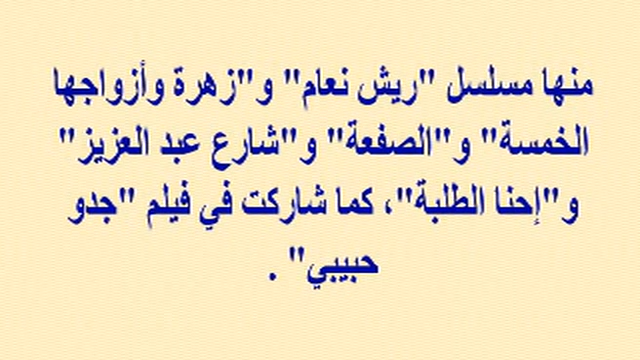 منها مسلسل "ريش نعام" و"زهرة وأزواجها
الخمسة" و"الصفعة" و"شارع عبد العزيز"
و"إحنا الطلبة"، كما شاركت في فيلم "جدو
حبيبي" .